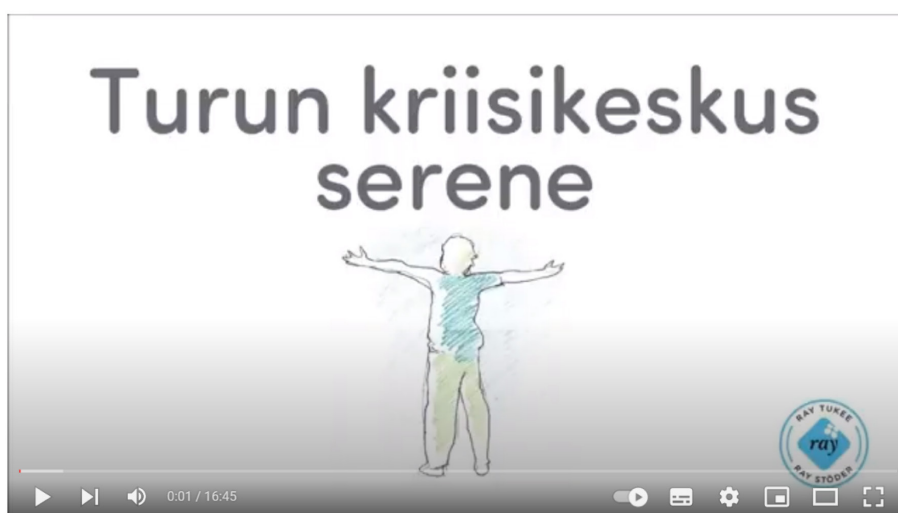 Turun kriisikeskus
serene
RAY TUKEE
ray
RAY STÖDER
0:01 / 16:45